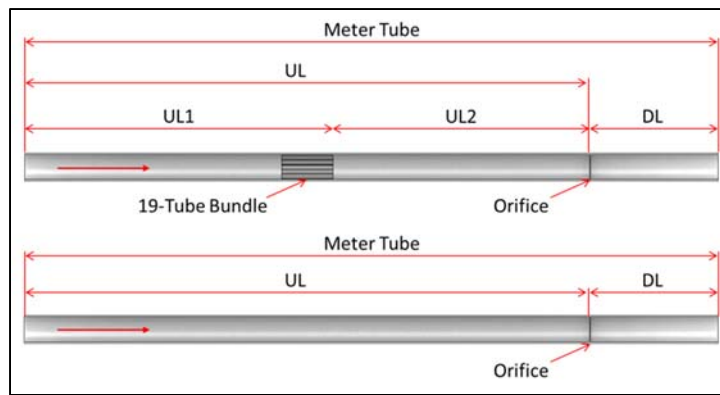 Meter Tube
UL
UL1 UL2 DL
19-Tube Bundle Orifice
Meter Tube
UL DL
Orifice